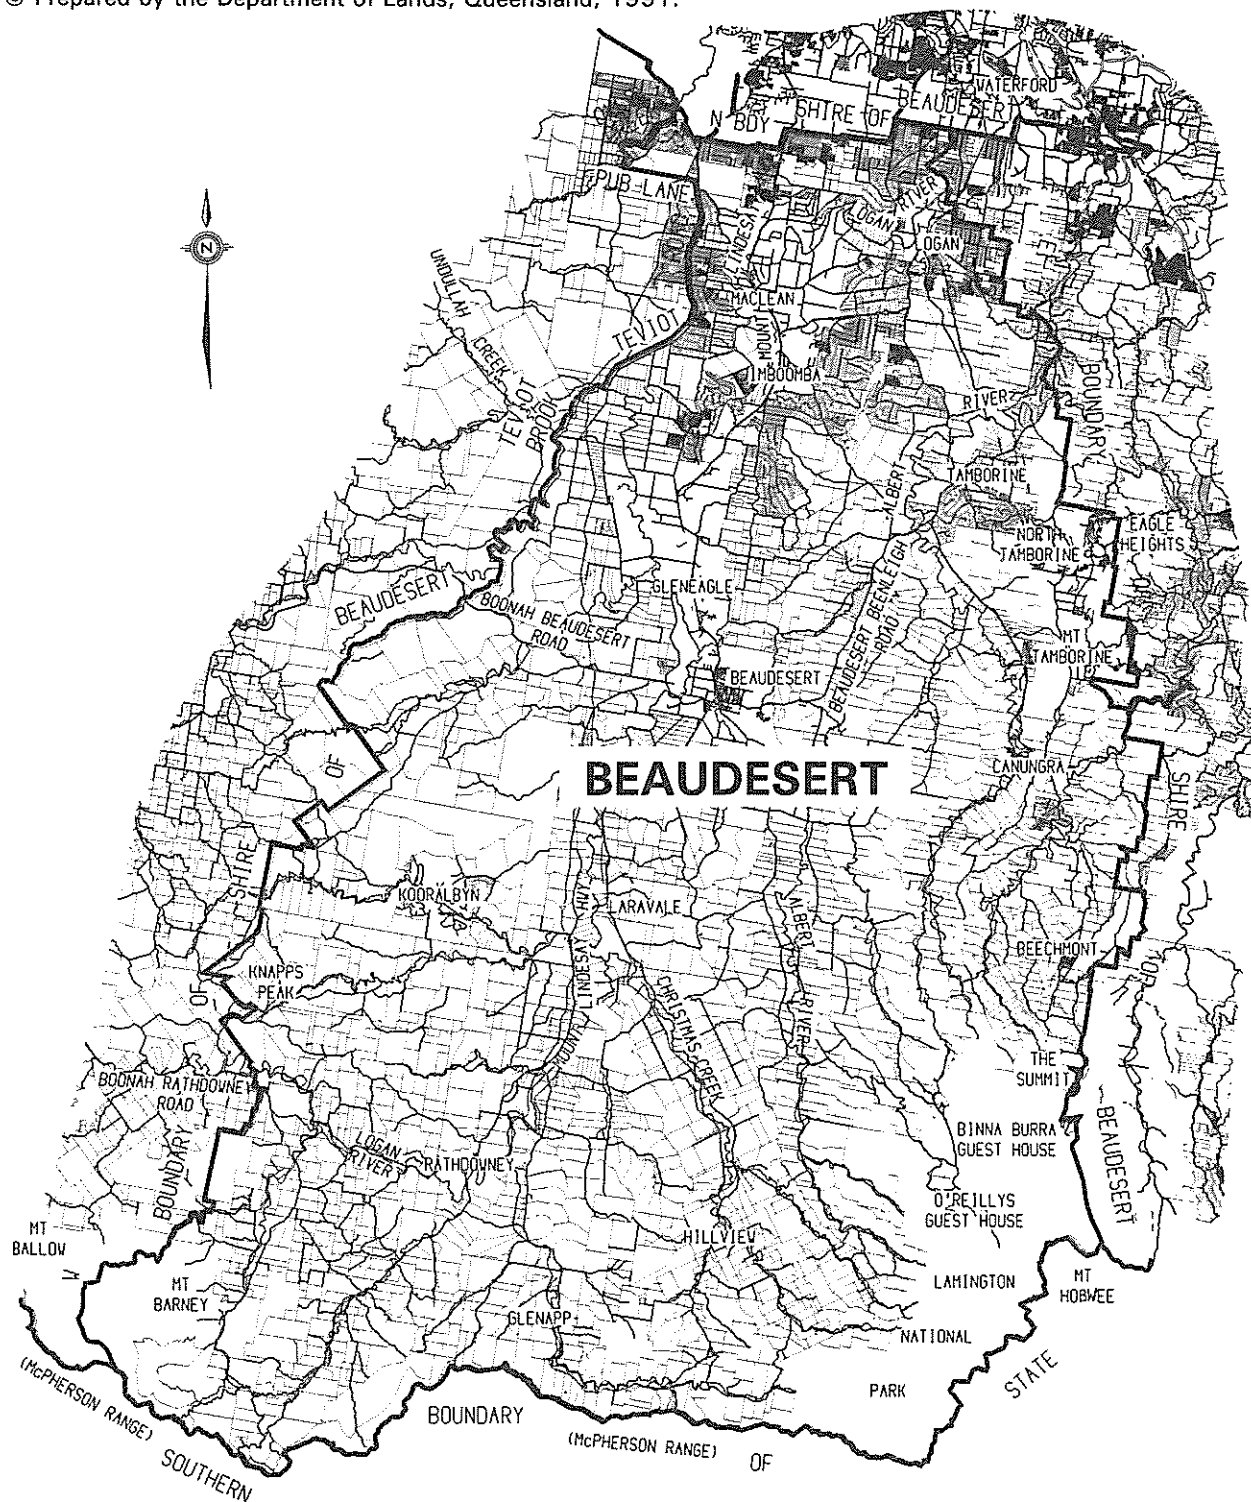 © Prepared by the Department of Lands, Queensland, 1991.
WATERFORD
N BDY SHIRE OF BEAUDESERT
PUB LANE
N
LOGAN RIVER
LINDESAY
LOGAN
UNDULLAH
CREEK
MACLEAN
MOUNT
TEVIOT
JIMBOOMBA
BOUNDARY
TEVIOT
BROOK
RIVER
ALBERT
TAMBORINE
NORTH
TAMBORINE
EAGLE
HEIGHTS
BEAUDESERT
GLENEAGLE
BOONAH BEAUDESERT
ROAD
BEAUDESERT BEENLEIGH
ROAD
OF
MT
TAMBORINE
BEAUDESERT
OF
BEAUDESERT
CANUNGRA
SHIRE
SHIRE
KOORALBYN
LARAVALE
ALBERT
RIVER
BEECHMONT
MOUNT LINDESAY HWY
KNAPPS
PEAK
OF
CHRISTMAS CREEK
THE
SUMMIT
BOONAH RATHDOWNEY
ROAD
BEAUDESERT
BINNA BURRA
GUEST HOUSE
LOGAN
RIVER
RATHDOWNEY
BOUNDARY
O'REILLYS
GUEST HOUSE
MT
BALLOW
HILLVIEW
W
MT
BARNEY
LAMINGTON
MT
HOBWEE
GLENAPP
NATIONAL
PARK
STATE
(McPHERSON RANGE)
BOUNDARY
(McPHERSON RANGE)
OF
SOUTHERN